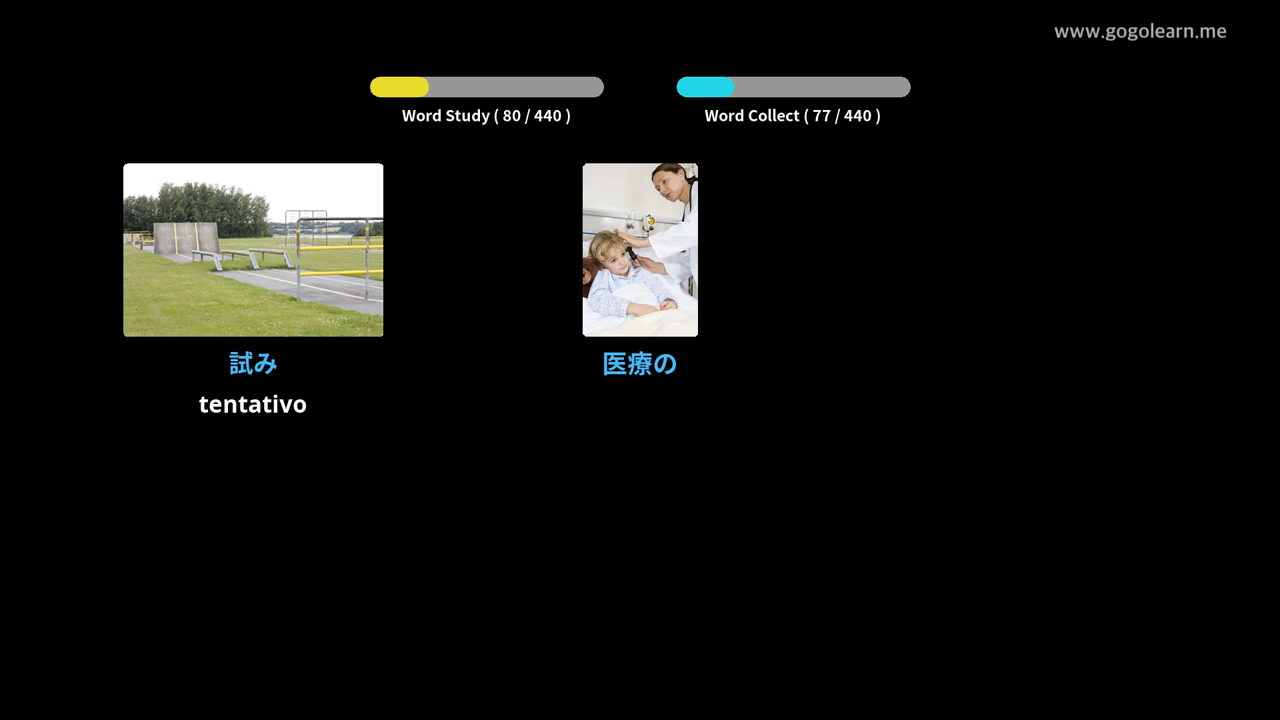 www.gogolearn.me
Word Study ( 80 / 440 )
Word Collect ( 77 / 440 )
試み
医療の
tentativo